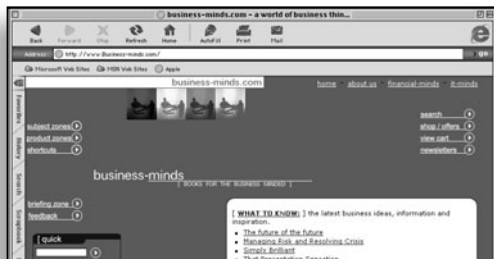 business-minds.com – a world of business thin...
Back Forward Stop Refresh Home AutoFill Print Mail
Address: http://www.business-minds.com/ go
Microsoft Web Sites MSN Web Sites Apple
business-minds.com
home about us financial-minds it-minds
Favorites
History
Search
Scrapbook
search
shop / offers
view cart
newsletters
subject zones
product zones
shortcuts
business-minds
[ BOOKS FOR THE BUSINESS MINDED ]
briefing zone
feedback
[ quick
[ WHAT TO KNOW: ] the latest business ideas, information and
inspiration.
• The future of the future
• Managing Risk and Resolving Crisis
• Simply Brilliant
• That Presentation Sensation